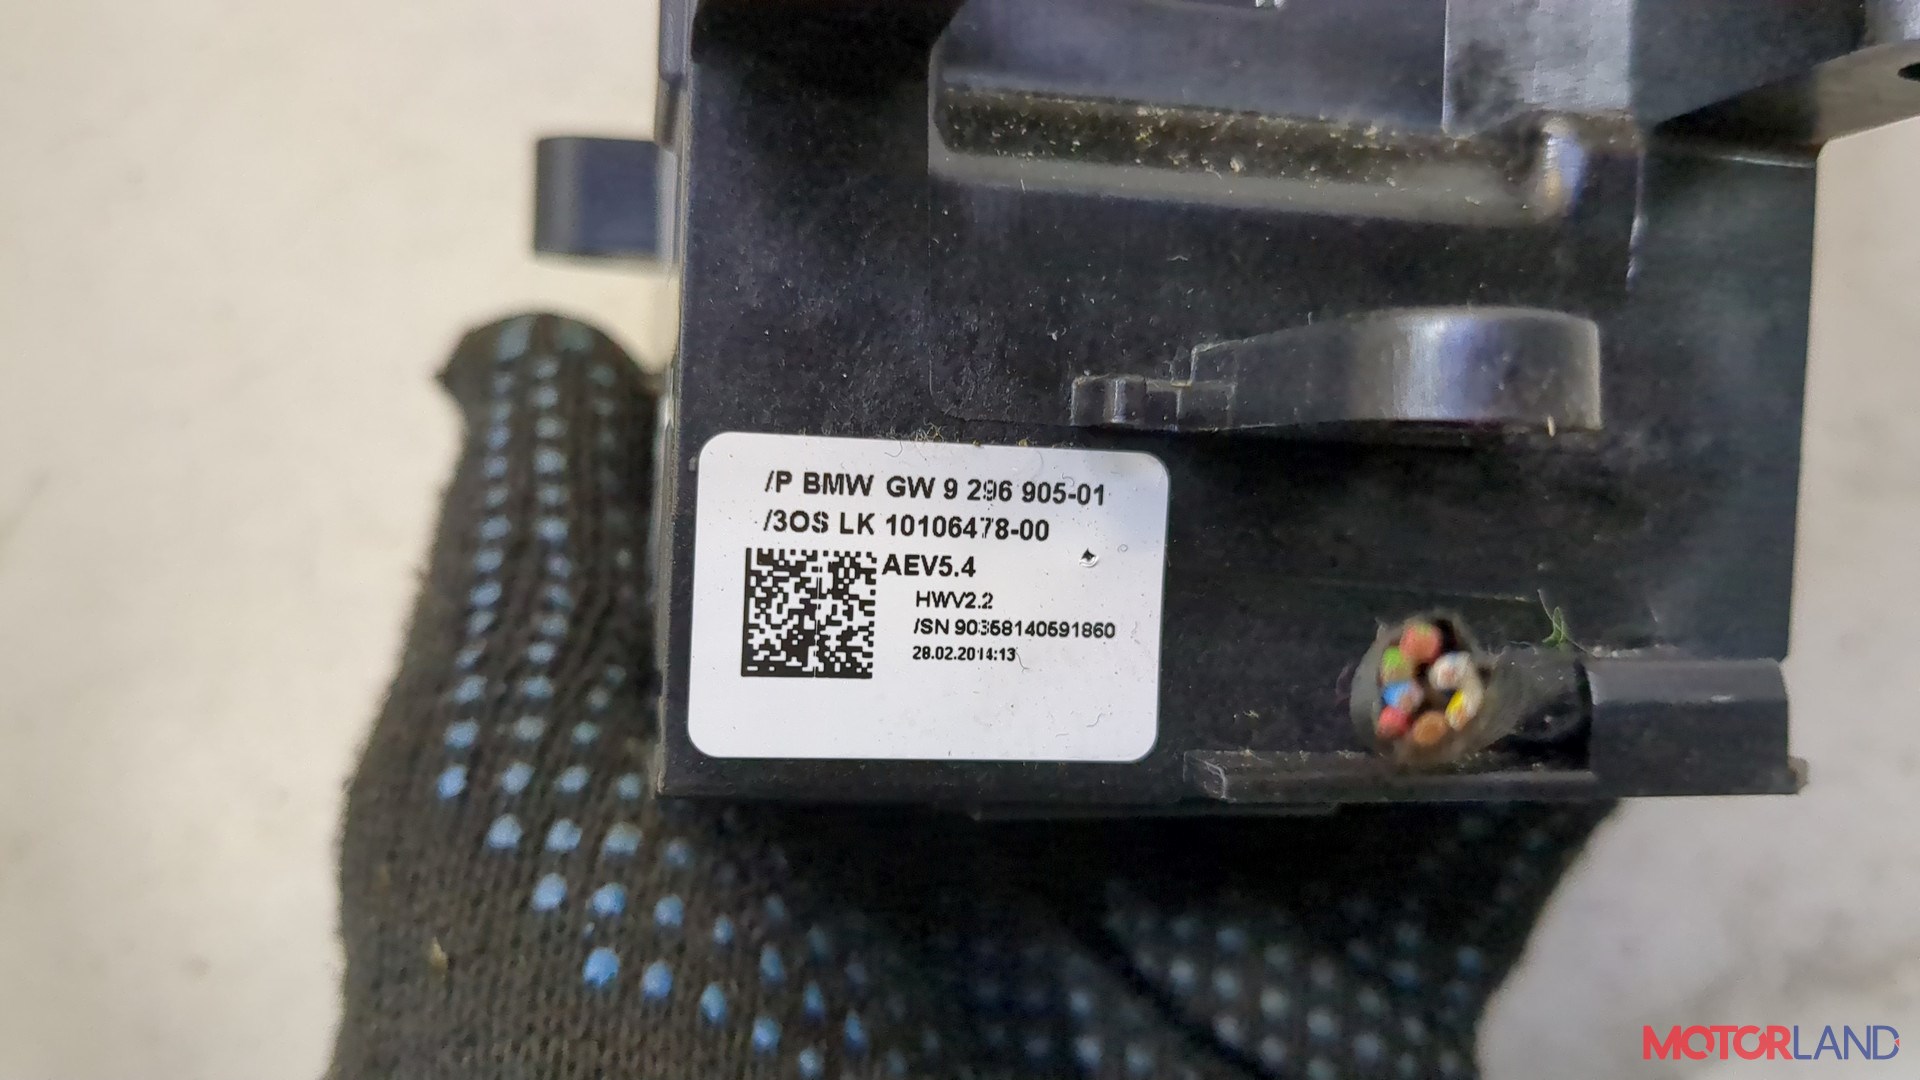 /P BMW GW 9 296 905-01
/3OS LK 10106478-00
AEV5.4
HWV2.2
/SN 90358140591860
28.02.2014:13
MOTORLAND